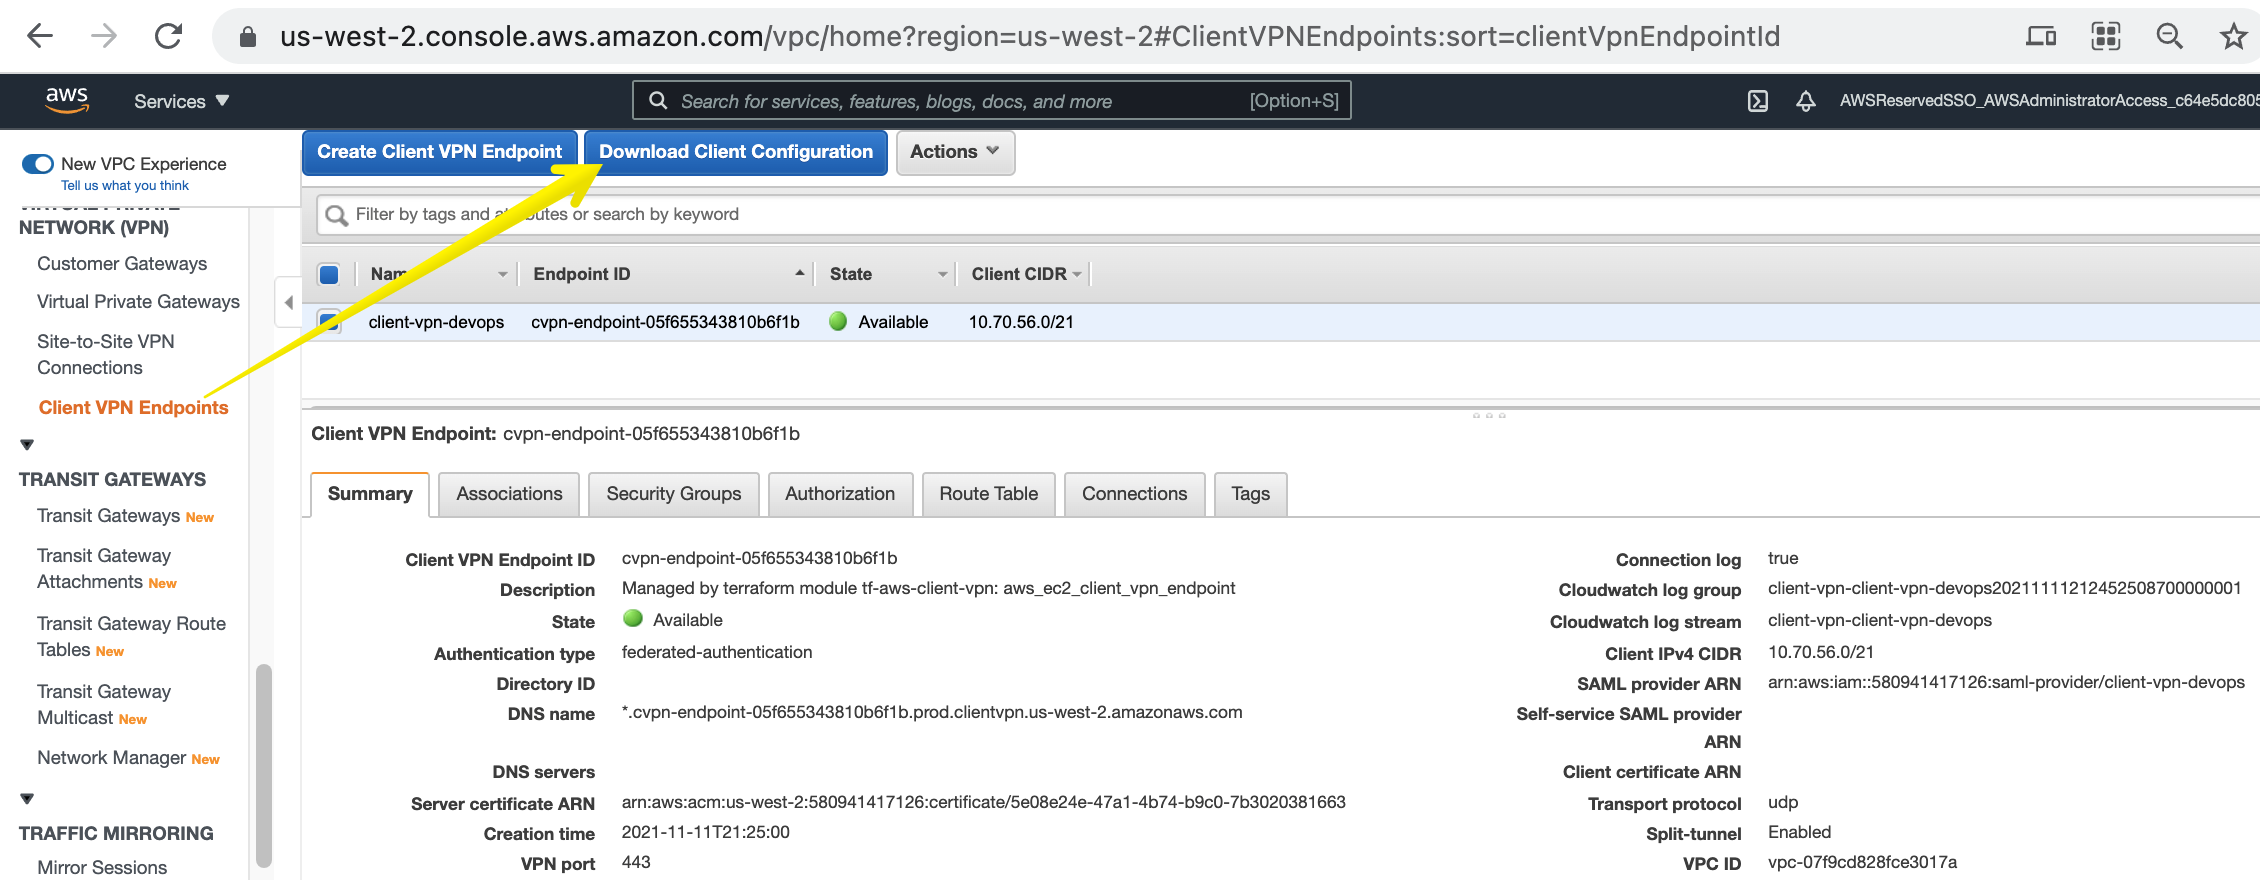 us-west-2.console.aws.amazon.com/vpc/home?region=us-west-2#ClientVPNEndpoints:sort=clientVpnEndpointId
aws Services Search for services, features, blogs, docs, and more [Option+S] AWSReservedSSO_AWSAdministratorAccess_c64e5dc805
New VPC Experience
Tell us what you think
Create Client VPN Endpoint Download Client Configuration Actions
VIRTUAL PRIVATE
NETWORK (VPN)
Customer Gateways
Virtual Private Gateways
Site-to-Site VPN
Connections
Client VPN Endpoints
TRANSIT GATEWAYS
Transit Gateways New
Transit Gateway
Attachments New
Transit Gateway Route
Tables New
Transit Gateway
Multicast New
Network Manager New
TRAFFIC MIRRORING
Mirror Sessions
Filter by tags and attributes or search by keyword
Name Endpoint ID State Client CIDR
client-vpn-devops cvpn-endpoint-05f655343810b6f1b Available 10.70.56.0/21
Client VPN Endpoint: cvpn-endpoint-05f655343810b6f1b
Summary Associations Security Groups Authorization Route Table Connections Tags
Client VPN Endpoint ID cvpn-endpoint-05f655343810b6f1b
Description Managed by terraform module tf-aws-client-vpn: aws_ec2_client_vpn_endpoint
State Available
Authentication type federated-authentication
Directory ID
DNS name *.cvpn-endpoint-05f655343810b6f1b.prod.clientvpn.us-west-2.amazonaws.com
DNS servers
Server certificate ARN arn:aws:acm:us-west-2:580941417126:certificate/5e08e24e-47a1-4b74-b9c0-7b3020381663
Creation time 2021-11-11T21:25:00
VPN port 443
Connection log true
Cloudwatch log group client-vpn-client-vpn-devops20211111212452508700000001
Cloudwatch log stream client-vpn-client-vpn-devops
Client IPv4 CIDR 10.70.56.0/21
SAML provider ARN arn:aws:iam::580941417126:saml-provider/client-vpn-devops
Self-service SAML provider
ARN
Client certificate ARN
Transport protocol udp
Split-tunnel Enabled
VPC ID vpc-07f9cd828fce3017a